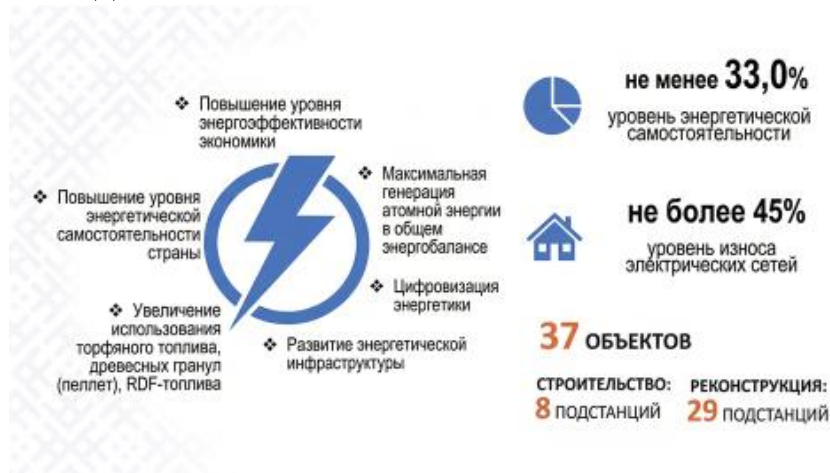 ❖ Повышение уровня
энергоэффективности
экономики
❖ Максимальная
генерация
атомной энергии
в общем
энергобалансе
❖ Повышение уровня
энергетической
самостоятельности
страны
❖ Цифровизация
энергетики
❖ Увеличение
использования
торфяного топлива,
древесных гранул
(пеллет), RDF-топлива
❖ Развитие энергетической
инфраструктуры
не менее 33,0%
уровень энергетической
самостоятельности
не более 45%
уровень износа
электрических сетей
37 ОБЪЕКТОВ
СТРОИТЕЛЬСТВО:
8 ПОДСТАНЦИЙ
РЕКОНСТРУКЦИЯ:
29 ПОДСТАНЦИЙ